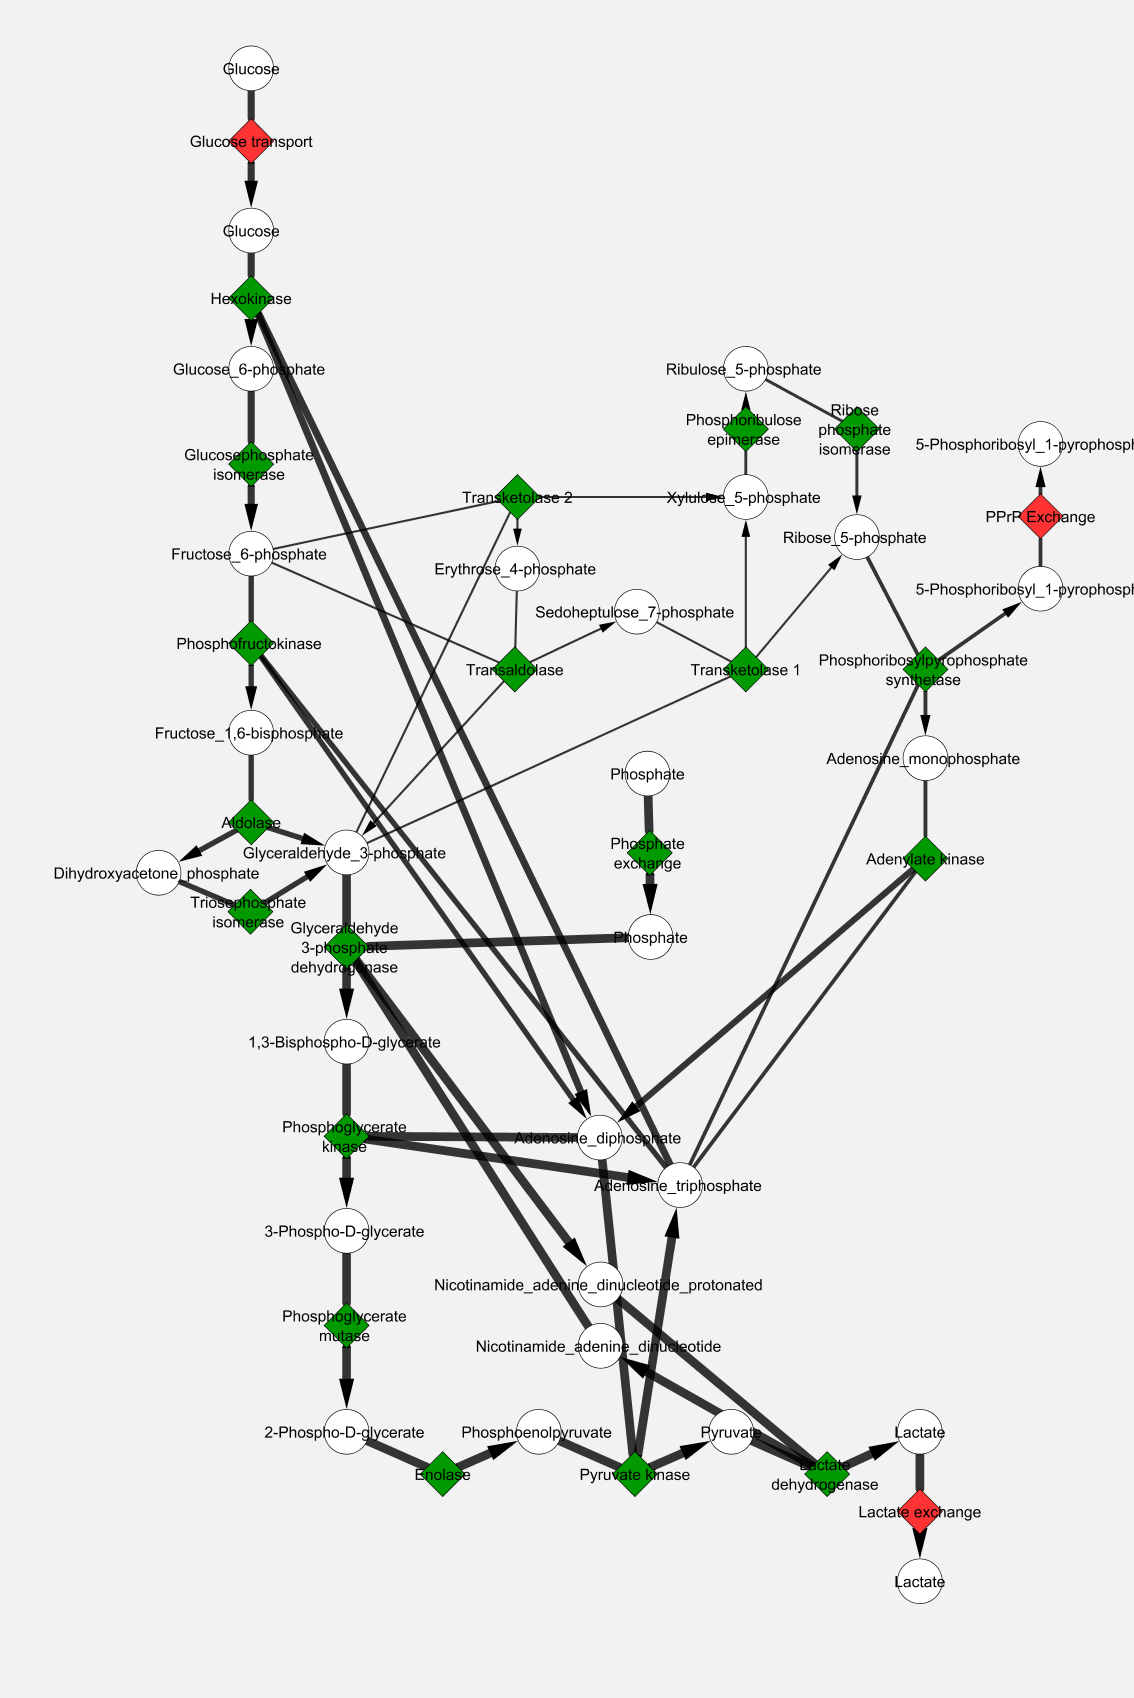 Glucose
Glucose transport
Glucose
Hexokinase
Glucose_6-phosphate
Ribulose_5-phosphate
Phosphoribulose
epimerase
Ribose
phosphate
isomerase
5-Phosphoribosyl_1-pyrophosph
Glucosephosphate
isomerase
Transketolase 2
Xylulose_5-phosphate
PPrP Exchange
Ribose_5-phosphate
Fructose_6-phosphate
Erythrose_4-phosphate
5-Phosphoribosyl_1-pyrophosph
Sedoheptulose_7-phosphate
Phosphofructokinase
Transaldolase
Transketolase 1
Phosphoribosylpyrophosphate
synthetase
Fructose_1,6-bisphosphate
Adenosine_monophosphate
Phosphate
Aldolase
Glyceraldehyde_3-phosphate
Phosphate
exchange
Adenylate kinase
Dihydroxyacetone_phosphate
Triosephosphate
isomerase
Glyceraldehyde
3-phosphate
dehydrogenase
Phosphate
1,3-Bisphospho-D-glycerate
Phosphoglycerate
kinase
Adenosine_diphosphate
Adenosine_triphosphate
3-Phospho-D-glycerate
Nicotinamide_adenine_dinucleotide_protonated
Phosphoglycerate
mutase
Nicotinamide_adenine_dinucleotide
2-Phospho-D-glycerate
Phosphoenolpyruvate
Pyruvate
Lactate
Enolase
Pyruvate kinase
Lactate
dehydrogenase
Lactate exchange
Lactate